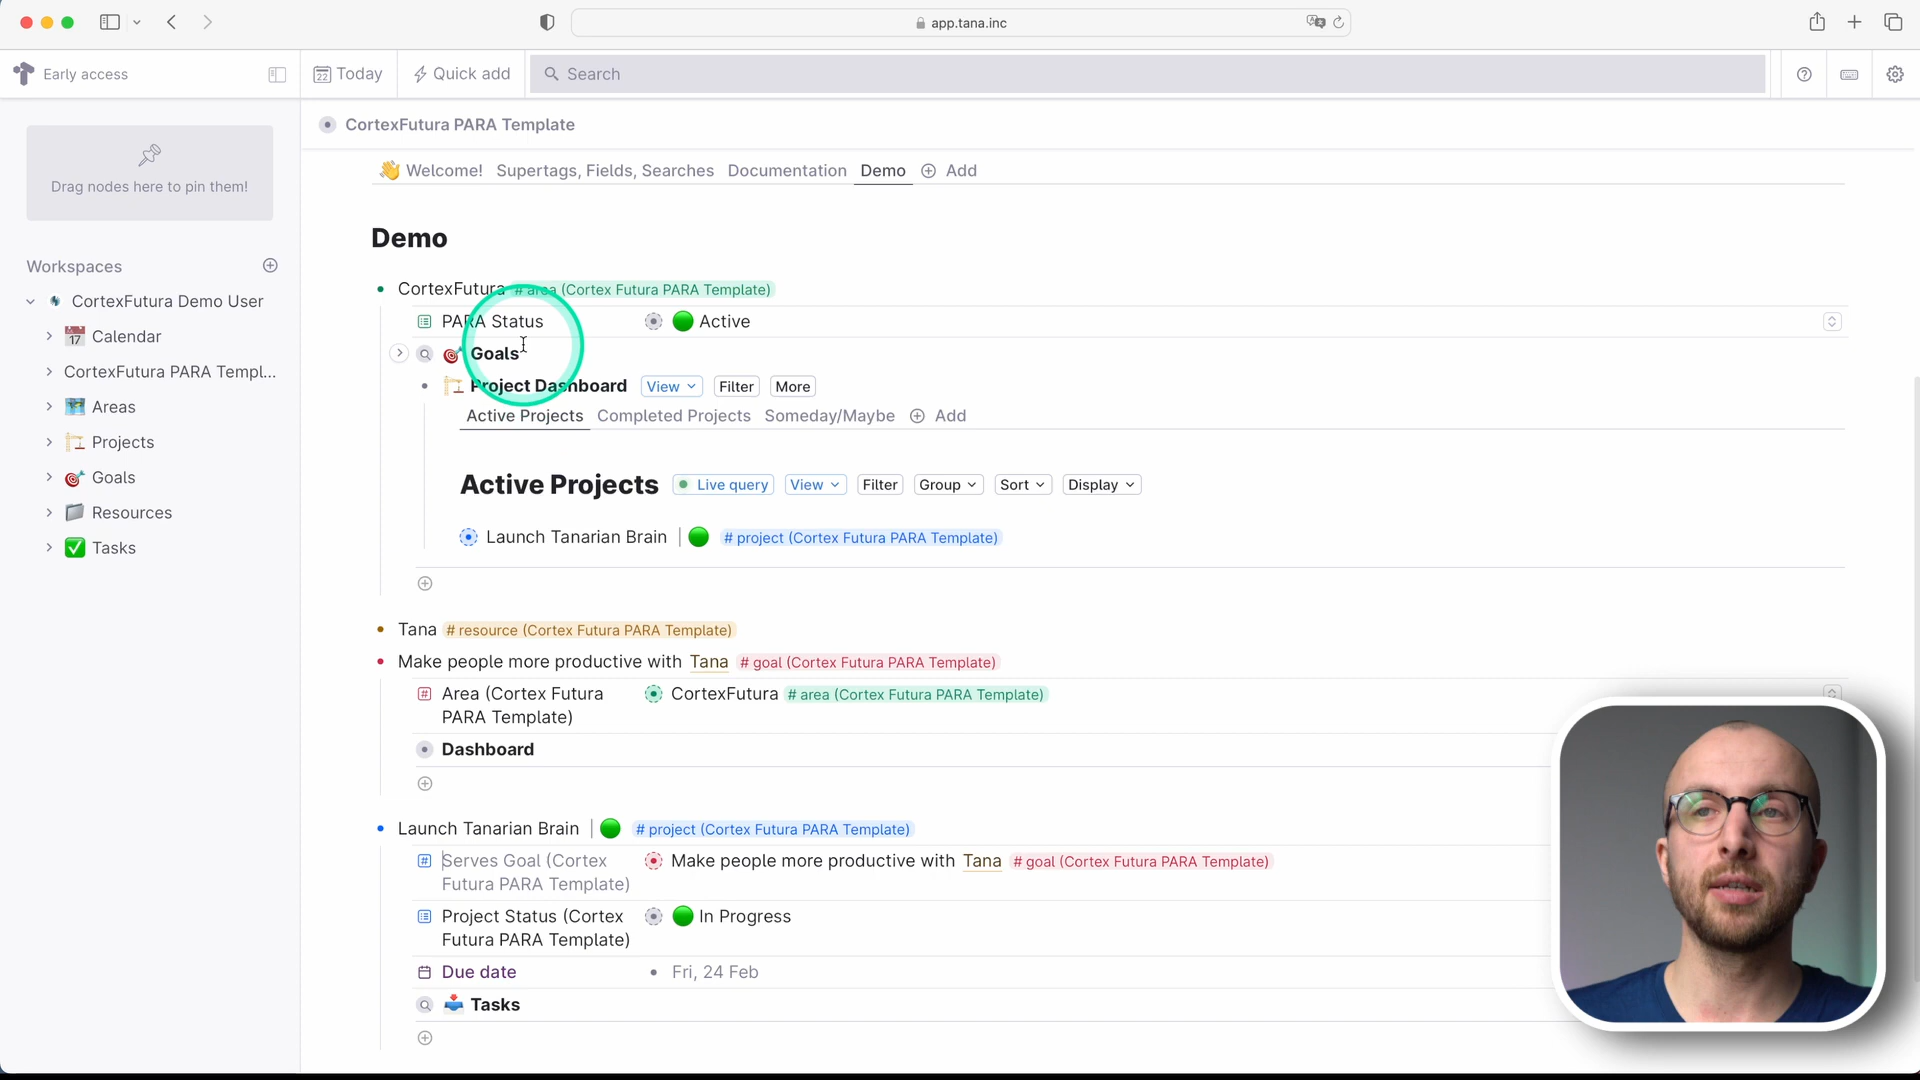 app.tana.inc
Early access
22 Today
Quick add
Search
CortexFutura PARA Template
Drag nodes here to pin them!
👋 Welcome! Supertags, Fields, Searches Documentation Demo Add
Demo
Workspaces
CortexFutura Demo User
17 Calendar
CortexFutura PARA Templ...
Areas
Projects
Goals
Resources
Tasks
CortexFutura # area (Cortex Futura PARA Template)
PARA Status Active
Goals
Project Dashboard View Filter More
Active Projects Completed Projects Someday/Maybe Add
Active Projects Live query View Filter Group Sort Display
Launch Tanarian Brain | # project (Cortex Futura PARA Template)
Tana # resource (Cortex Futura PARA Template)
Make people more productive with Tana # goal (Cortex Futura PARA Template)
Area (Cortex Futura CortexFutura # area (Cortex Futura PARA Template)
PARA Template)
Dashboard
Launch Tanarian Brain | # project (Cortex Futura PARA Template)
Serves Goal (Cortex Make people more productive with Tana # goal (Cortex Futura PARA Template)
Futura PARA Template)
Project Status (Cortex In Progress
Futura PARA Template)
Due date Fri, 24 Feb
Tasks